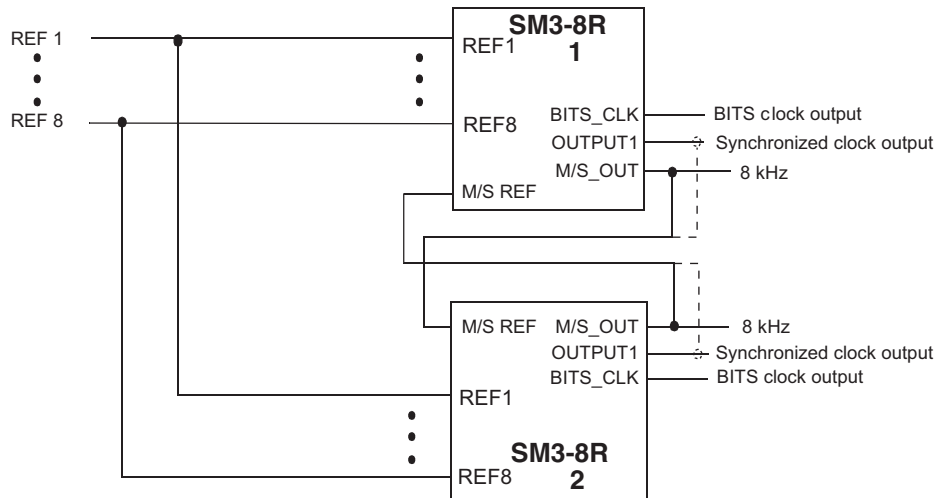 SM3-8R
1
REF 1
REF1
REF 8
REF8
BITS_CLK
BITS clock output
OUTPUT1
Synchronized clock output
M/S_OUT
8 kHz
M/S REF
M/S REF
M/S_OUT
8 kHz
OUTPUT1
Synchronized clock output
BITS_CLK
BITS clock output
REF1
SM3-8R
2
REF8